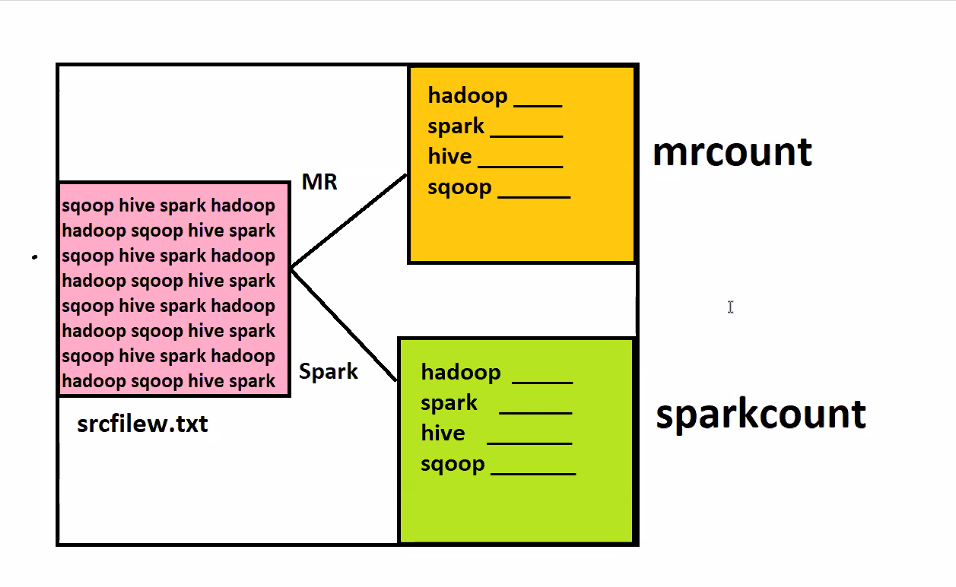 hadoop ____
spark ______
hive _______
sqoop ______
mrcount
MR
sqoop hive spark hadoop
hadoop sqoop hive spark
sqoop hive spark hadoop
hadoop sqoop hive spark
sqoop hive spark hadoop
hadoop sqoop hive spark
sqoop hive spark hadoop
hadoop sqoop hive spark
srcfilew.txt
Spark
hadoop _____
spark ______
hive _______
sqoop _______
sparkcount